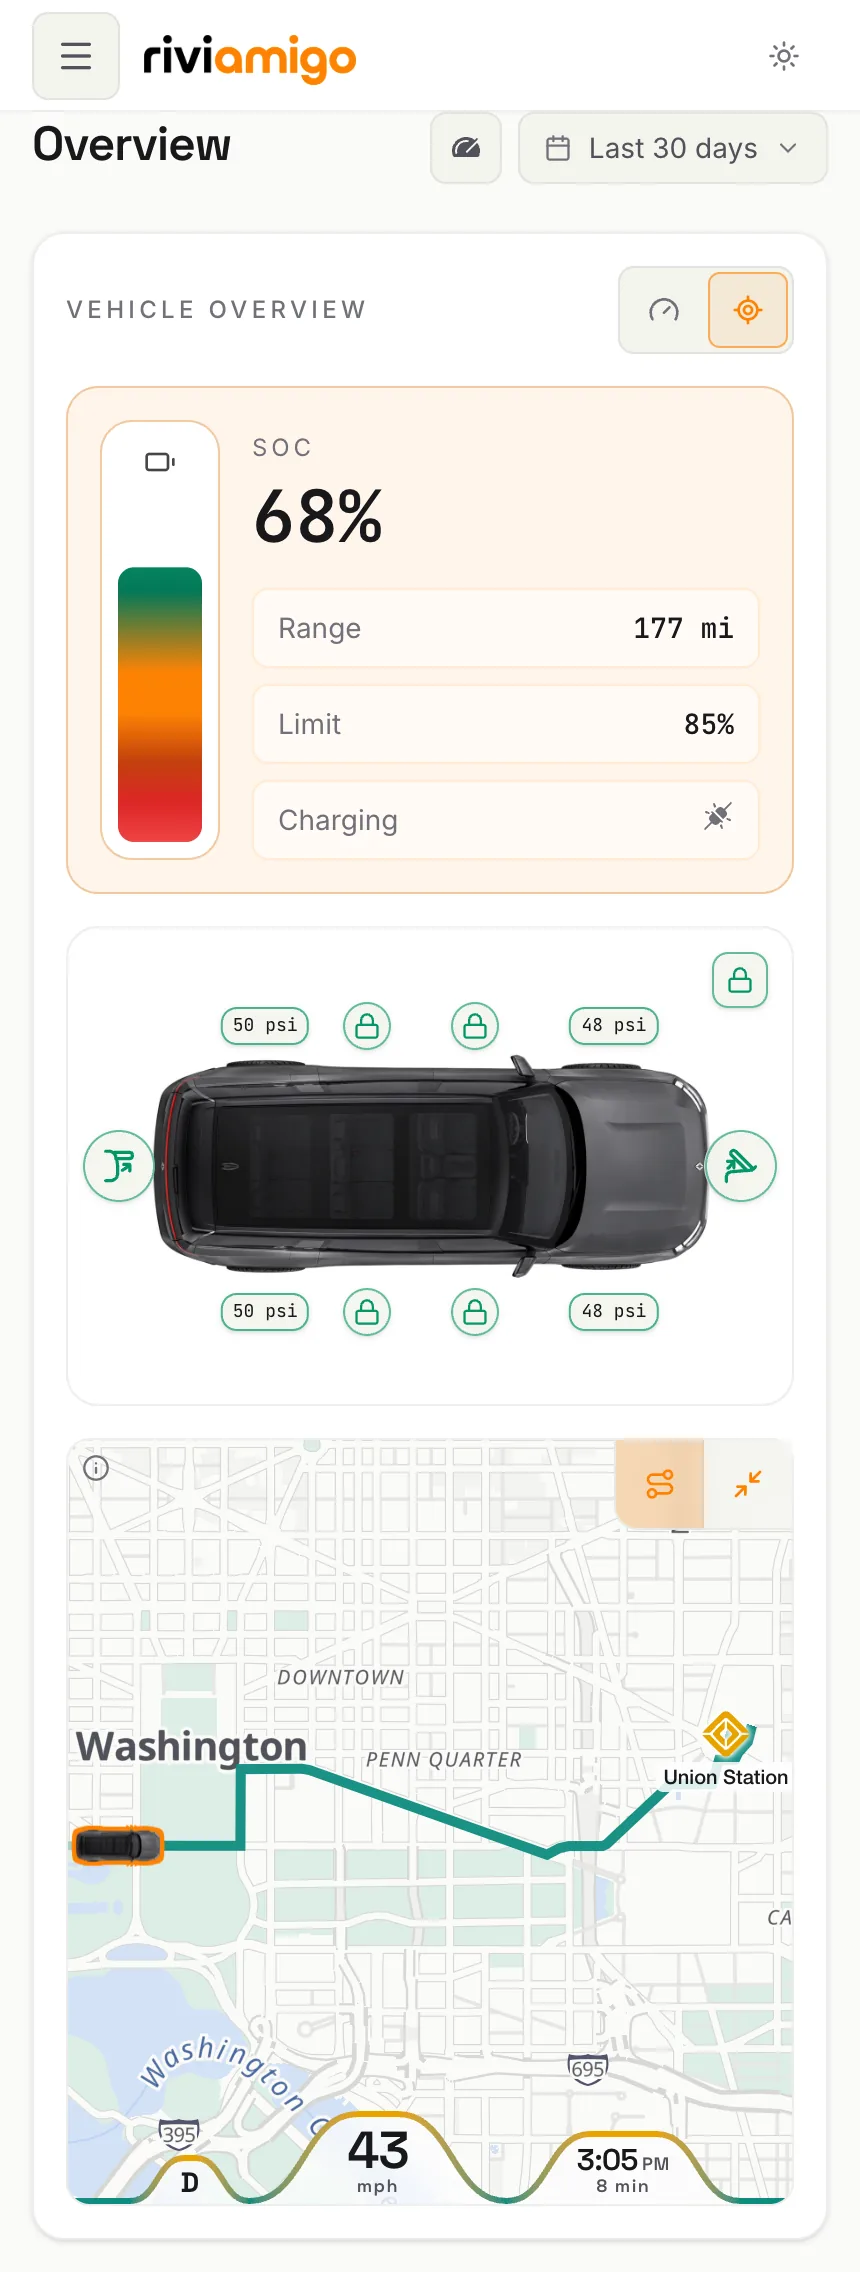 riviamigo
Overview
Last 30 days
VEHICLE OVERVIEW
SOC
68%
Range 177 mi
Limit 85%
Charging
50 psi 48 psi
50 psi 48 psi
DOWNTOWN
Washington
PENN QUARTER
Union Station
CA
Washington C
695
395
43
mph
3:05 PM
8 min
D